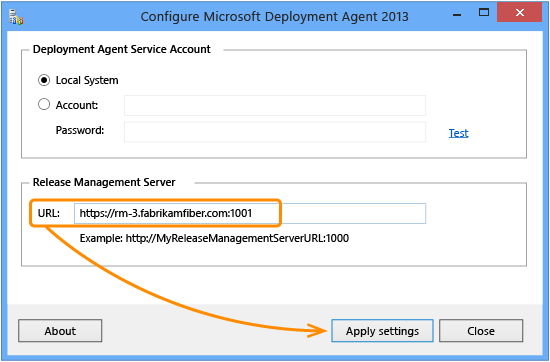 Configure Microsoft Deployment Agent 2013
Deployment Agent Service Account
Local System
Account:
Password:
Test
Release Management Server
URL: https://rm-3.fabrikamfiber.com:1001
Example: http://MyReleaseManagementServerURL:1000
About
Apply settings
Close